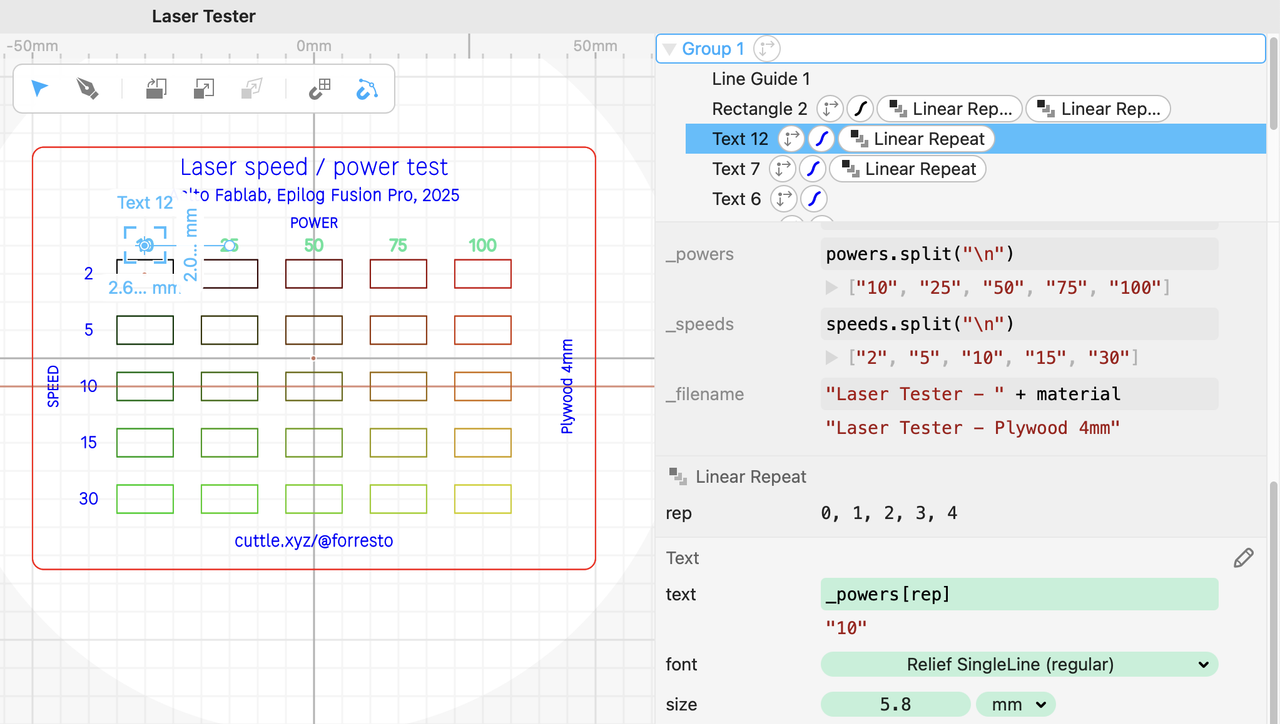 Laser Tester
-50mm 0mm 50mm
Laser speed / power test
Fablab, Epilog Fusion Pro, 2025
Text 12
POWER
25 50 75 100
2
2.0... mm
2.6... mm
5
SPEED
10
15
30
Plywood 4mm
cuttle.xyz/@forresto
Group 1
Line Guide 1
Rectangle 2 Linear Rep... Linear Rep...
Text 12 Linear Repeat
Text 7 Linear Repeat
Text 6
_powers powers.split("\n")
["10", "25", "50", "75", "100"]
_speeds speeds.split("\n")
["2", "5", "10", "15", "30"]
_filename "Laser Tester - " + material
"Laser Tester - Plywood 4mm"
Linear Repeat
rep 0, 1, 2, 3, 4
Text
text _powers[rep]
"10"
font Relief SingleLine (regular)
size 5.8 mm